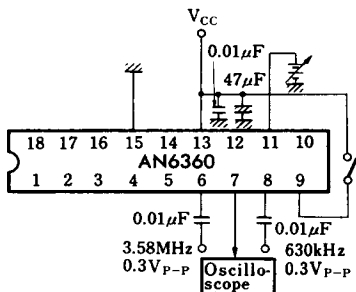 V_CC
0.01μF
47μF
18 17 16 15 14 13 12 11 10
AN6360
1 2 3 4 5 6 7 8 9
0.01μF
0.01μF
3.58MHz
630kHz
0.3V_P-P
Oscillo-
scope
0.3V_P-P